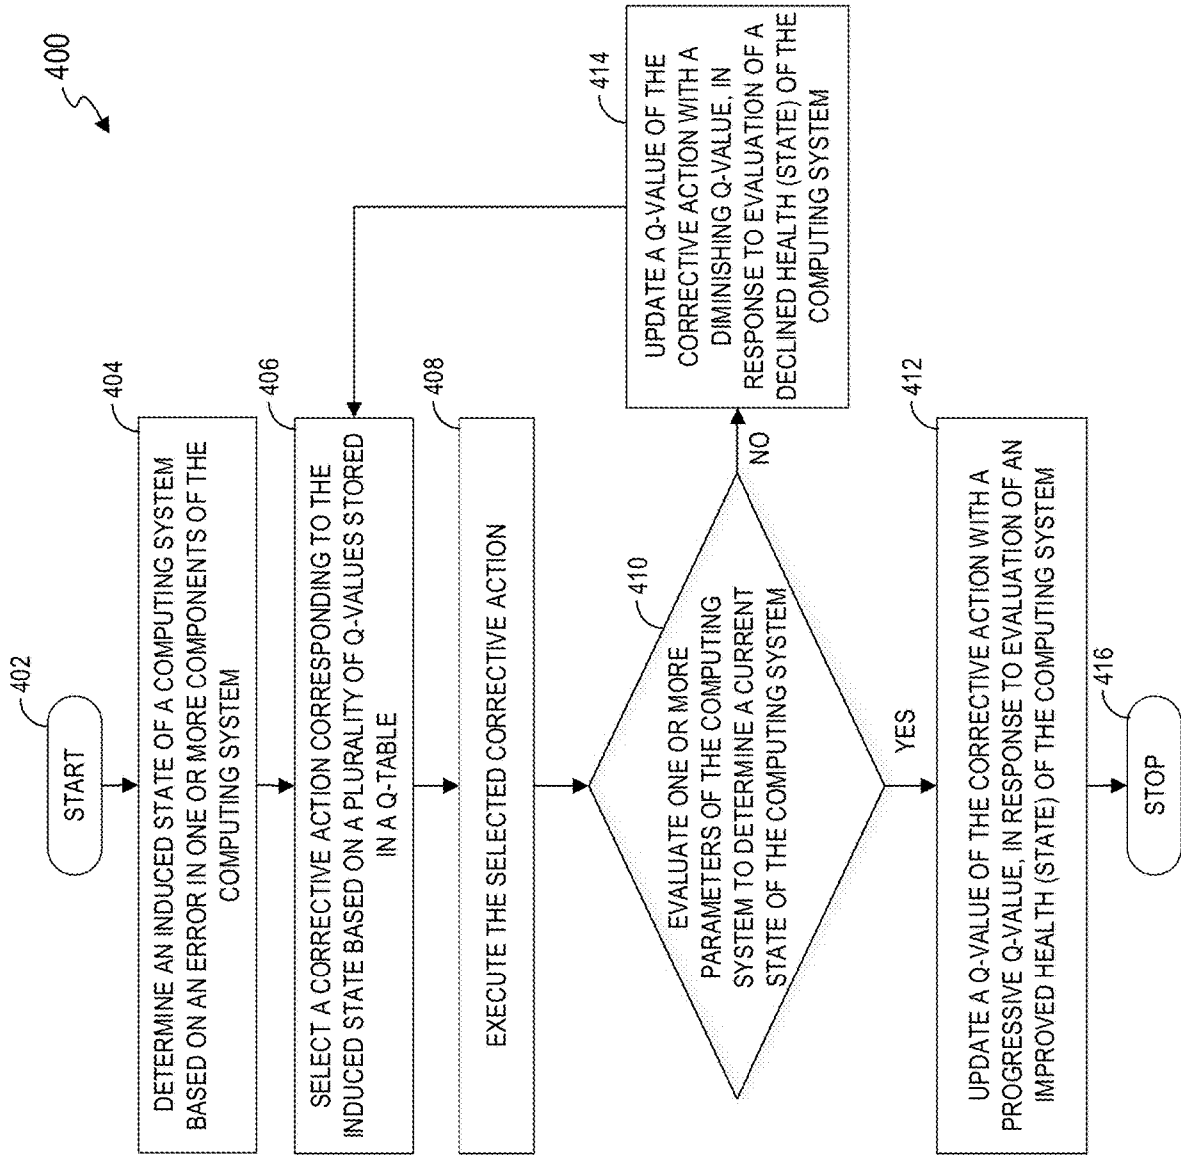 400
402
START
404
DETERMINE AN INDUCED STATE OF A COMPUTING SYSTEM
BASED ON AN ERROR IN ONE OR MORE COMPONENTS OF THE
COMPUTING SYSTEM
406
SELECT A CORRECTIVE ACTION CORRESPONDING TO THE
INDUCED STATE BASED ON A PLURALITY OF Q-VALUES STORED
IN A Q-TABLE
408
EXECUTE THE SELECTED CORRECTIVE ACTION
410
EVALUATE ONE OR MORE
PARAMETERS OF THE COMPUTING
SYSTEM TO DETERMINE A CURRENT
STATE OF THE COMPUTING SYSTEM
NO
414
UPDATE A Q-VALUE OF THE
CORRECTIVE ACTION WITH A
DIMINISHING Q-VALUE, IN
RESPONSE TO EVALUATION OF A
DECLINED HEALTH (STATE) OF THE
COMPUTING SYSTEM
YES
412
UPDATE A Q-VALUE OF THE CORRECTIVE ACTION WITH A
PROGRESSIVE Q-VALUE, IN RESPONSE TO EVALUATION OF AN
IMPROVED HEALTH (STATE) OF THE COMPUTING SYSTEM
416
STOP